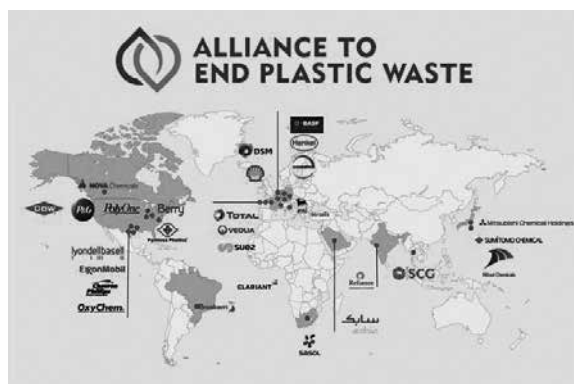 ALLIANCE TO
END PLASTIC WASTE
BASF
Henkel
DSM
NOVA Chemicals
DOW
P&G
PolyOne
Berry
TOTAL
VEOLIA
SUEZ
lyondellbasell
ExxonMobil
OxyChem
Braskem
CLARIANT
SASOL
Reliance
سابك
SCG
Mitsubishi Chemical Holdings
SUMITOMO CHEMICAL
Mitsui Chemicals